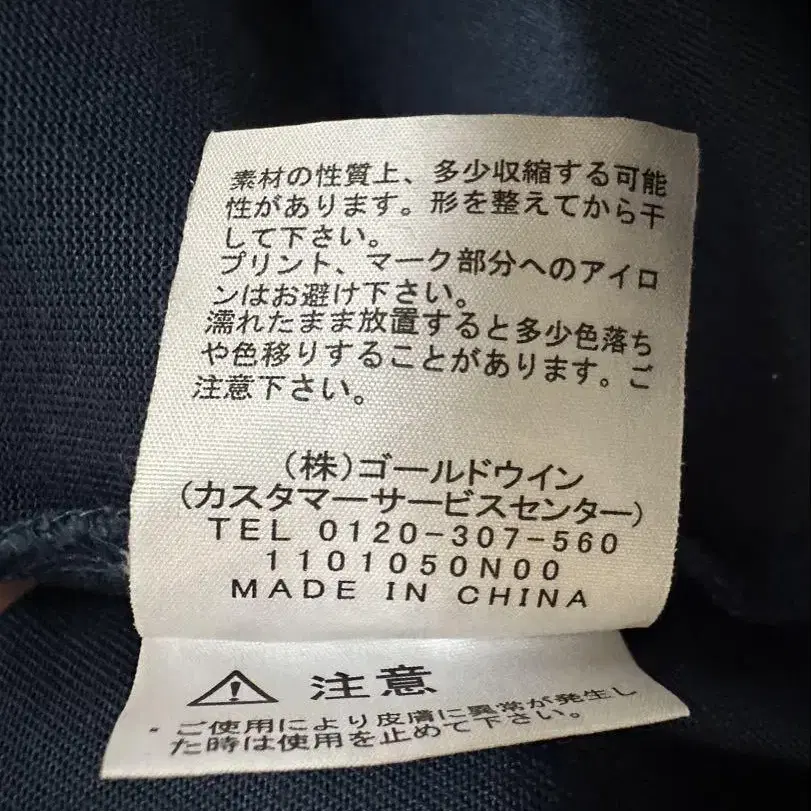 素材の性質上、多少収縮する可能
性があります。形を整えてから干
して下さい。
プリント、マーク部分へのアイロ
ンはお避け下さい。
濡れたまま放置すると多少色落ち
や色移りすることがあります。ご
注意下さい。
(株)ゴールドウイン
(カスタマーサービスセンター)
TEL 0120-307-560
1101050N00
MADE IN CHINA
注意
・ご使用により皮膚に異常が発生し
た時は使用を止めて下さい。